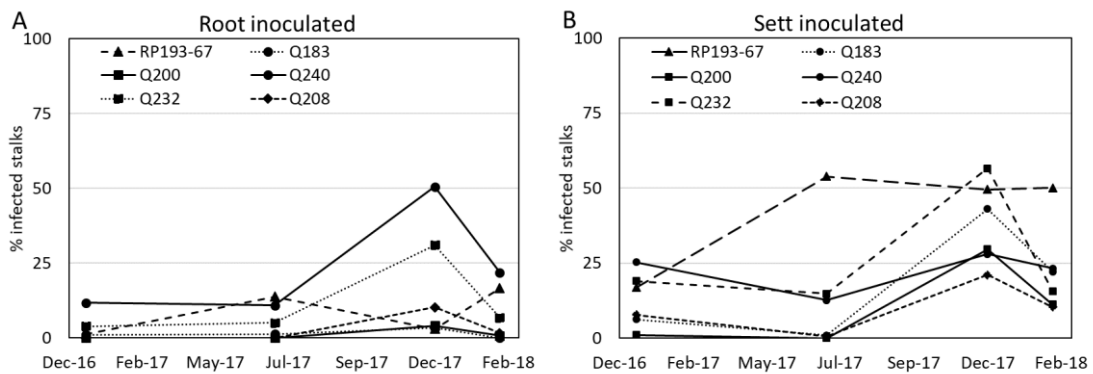 A
Root inoculated
% infected stalks
100
75
50
25
0
RP193-67
Q183
Q200
Q240
Q232
Q208
Dec-16 Feb-17 May-17 Jul-17 Sep-17 Dec-17 Feb-18
B
Sett inoculated
% infected stalks
100
75
50
25
0
RP193-67
Q183
Q200
Q240
Q232
Q208
Dec-16 Feb-17 May-17 Jul-17 Sep-17 Dec-17 Feb-18